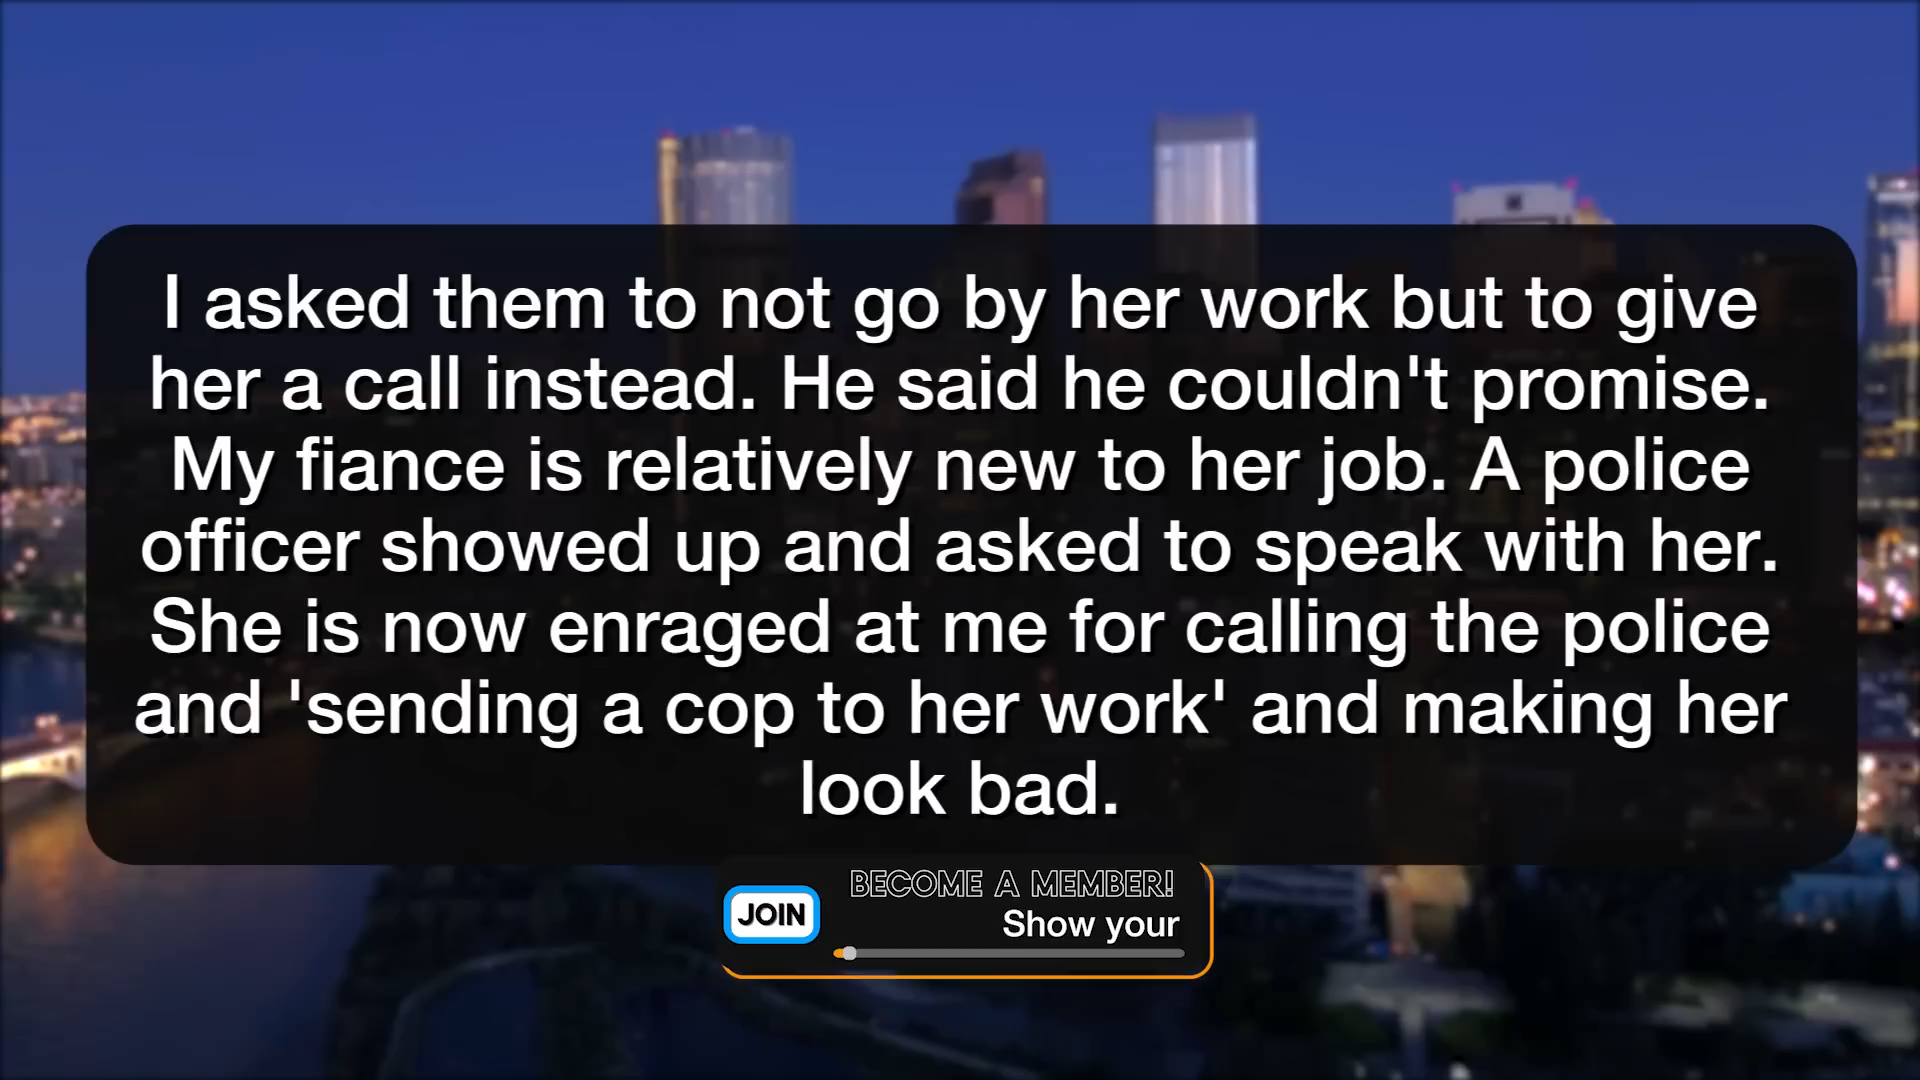 I asked them to not go by her work but to give
her a call instead. He said he couldn't promise.
My fiance is relatively new to her job. A police
officer showed up and asked to speak with her.
She is now enraged at me for calling the police
and 'sending a cop to her work' and making her
look bad.
BECOME A MEMBER!
JOIN
Show your